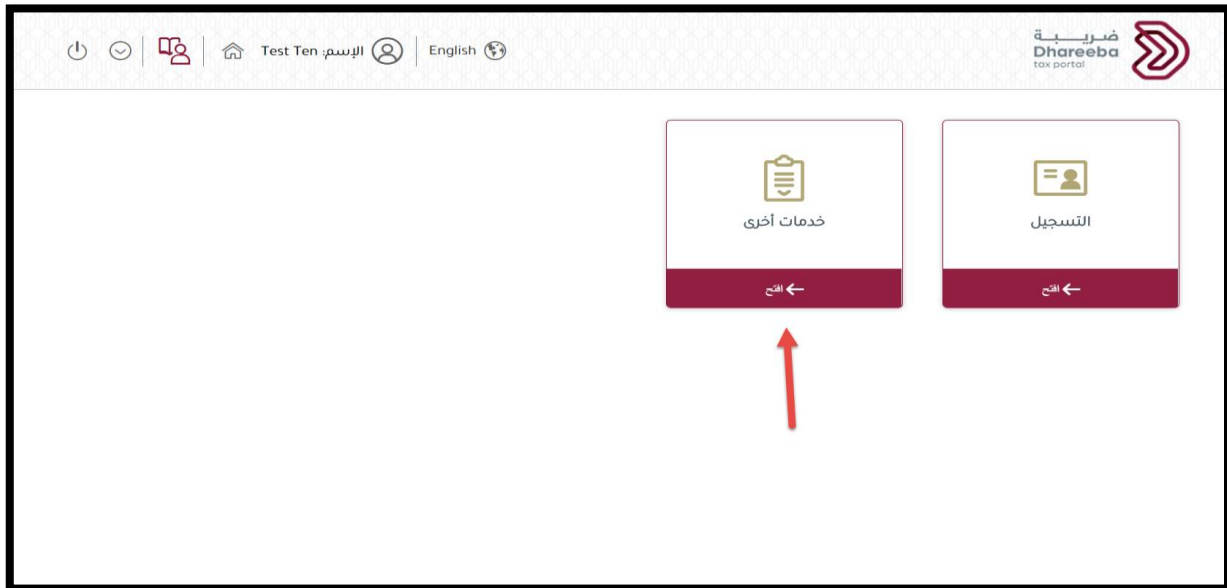 ضريبة
Dhareeba
tax portal
English
الإسم: Test Ten
التسجيل
افتح
خدمات أخرى
افتح